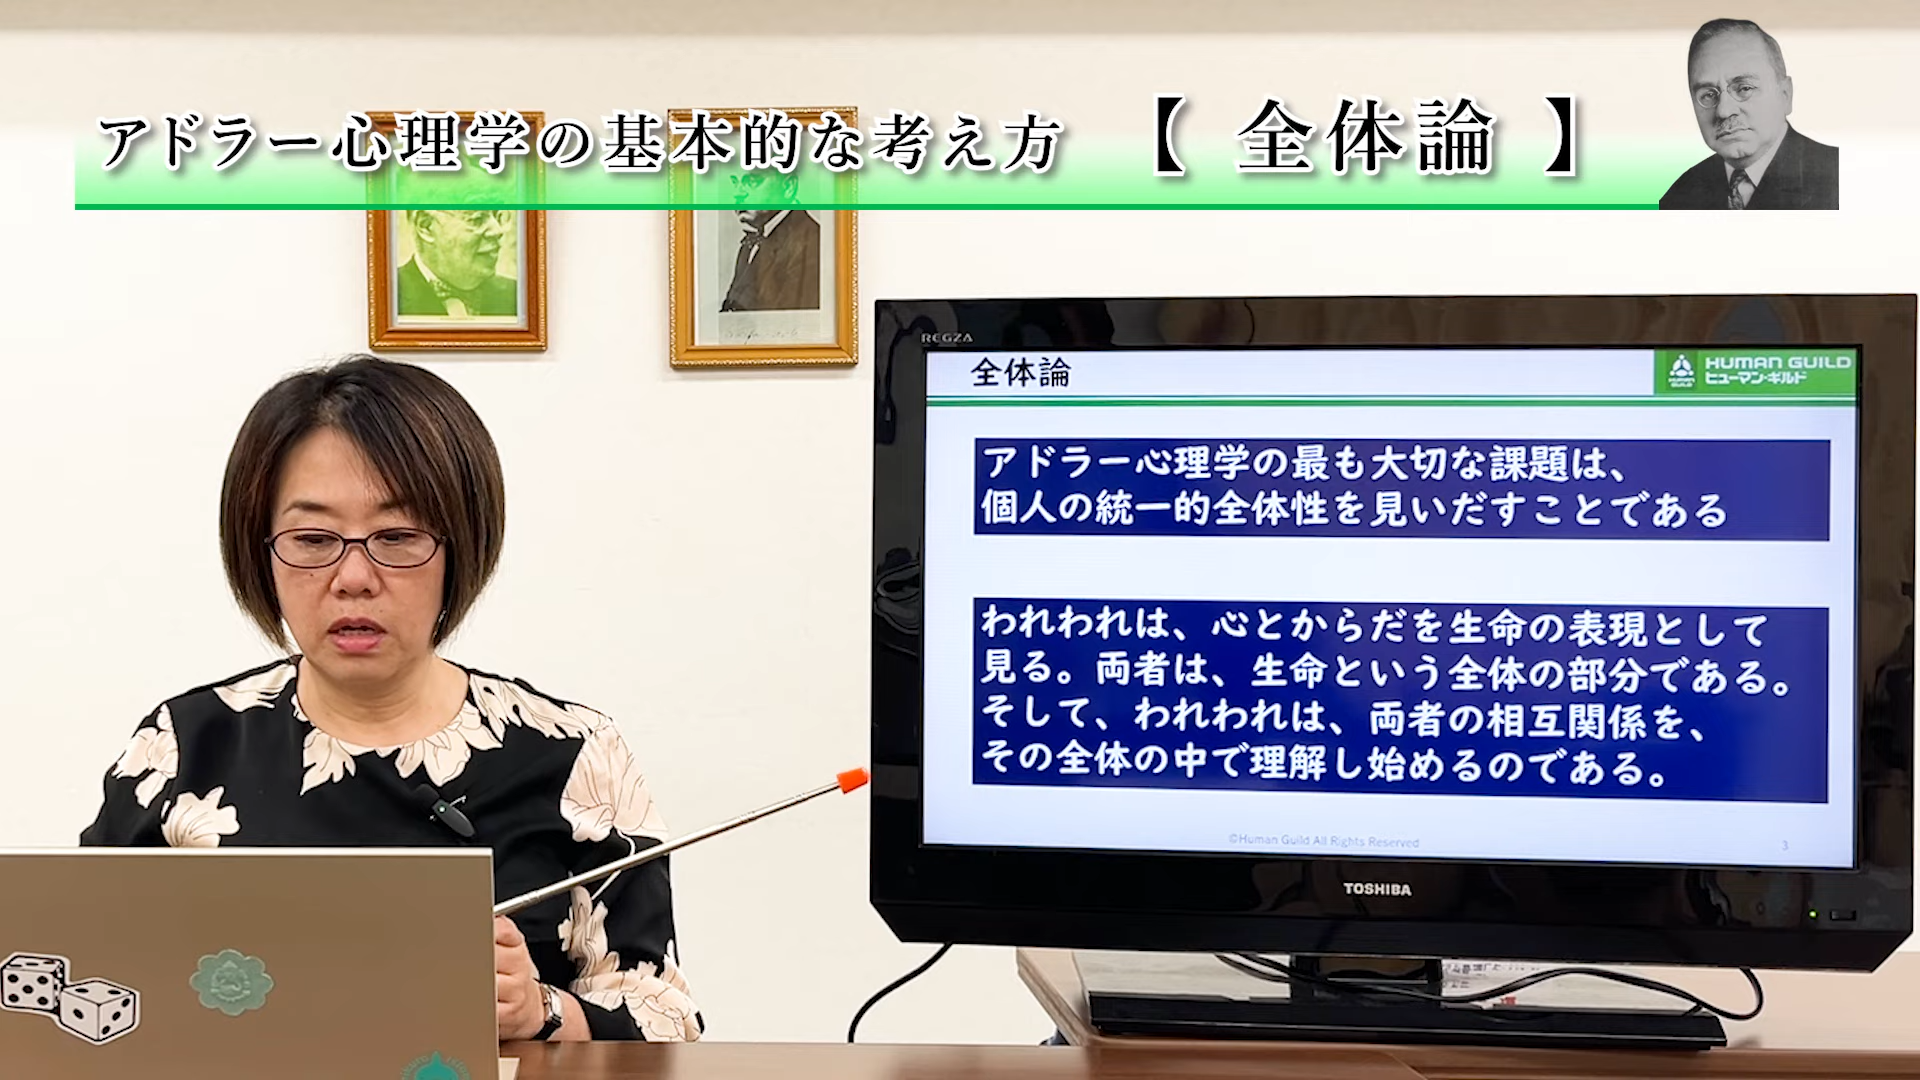 アドラー心理学の基本的な考え方 【 全体論 】
REGZA
全体論
HUMAN GUILD
ヒューマン・ギルド
HUMAN
GUILD
アドラー心理学の最も大切な課題は、
個人の統一的全体性を見いだすことである
われわれは、心とからだを生命の表現として
見る。両者は、生命という全体の部分である。
そして、われわれは、両者の相互関係を、
その全体の中で理解し始めるのである。
©Human Guild All Rights Reserved
3
TOSHIBA